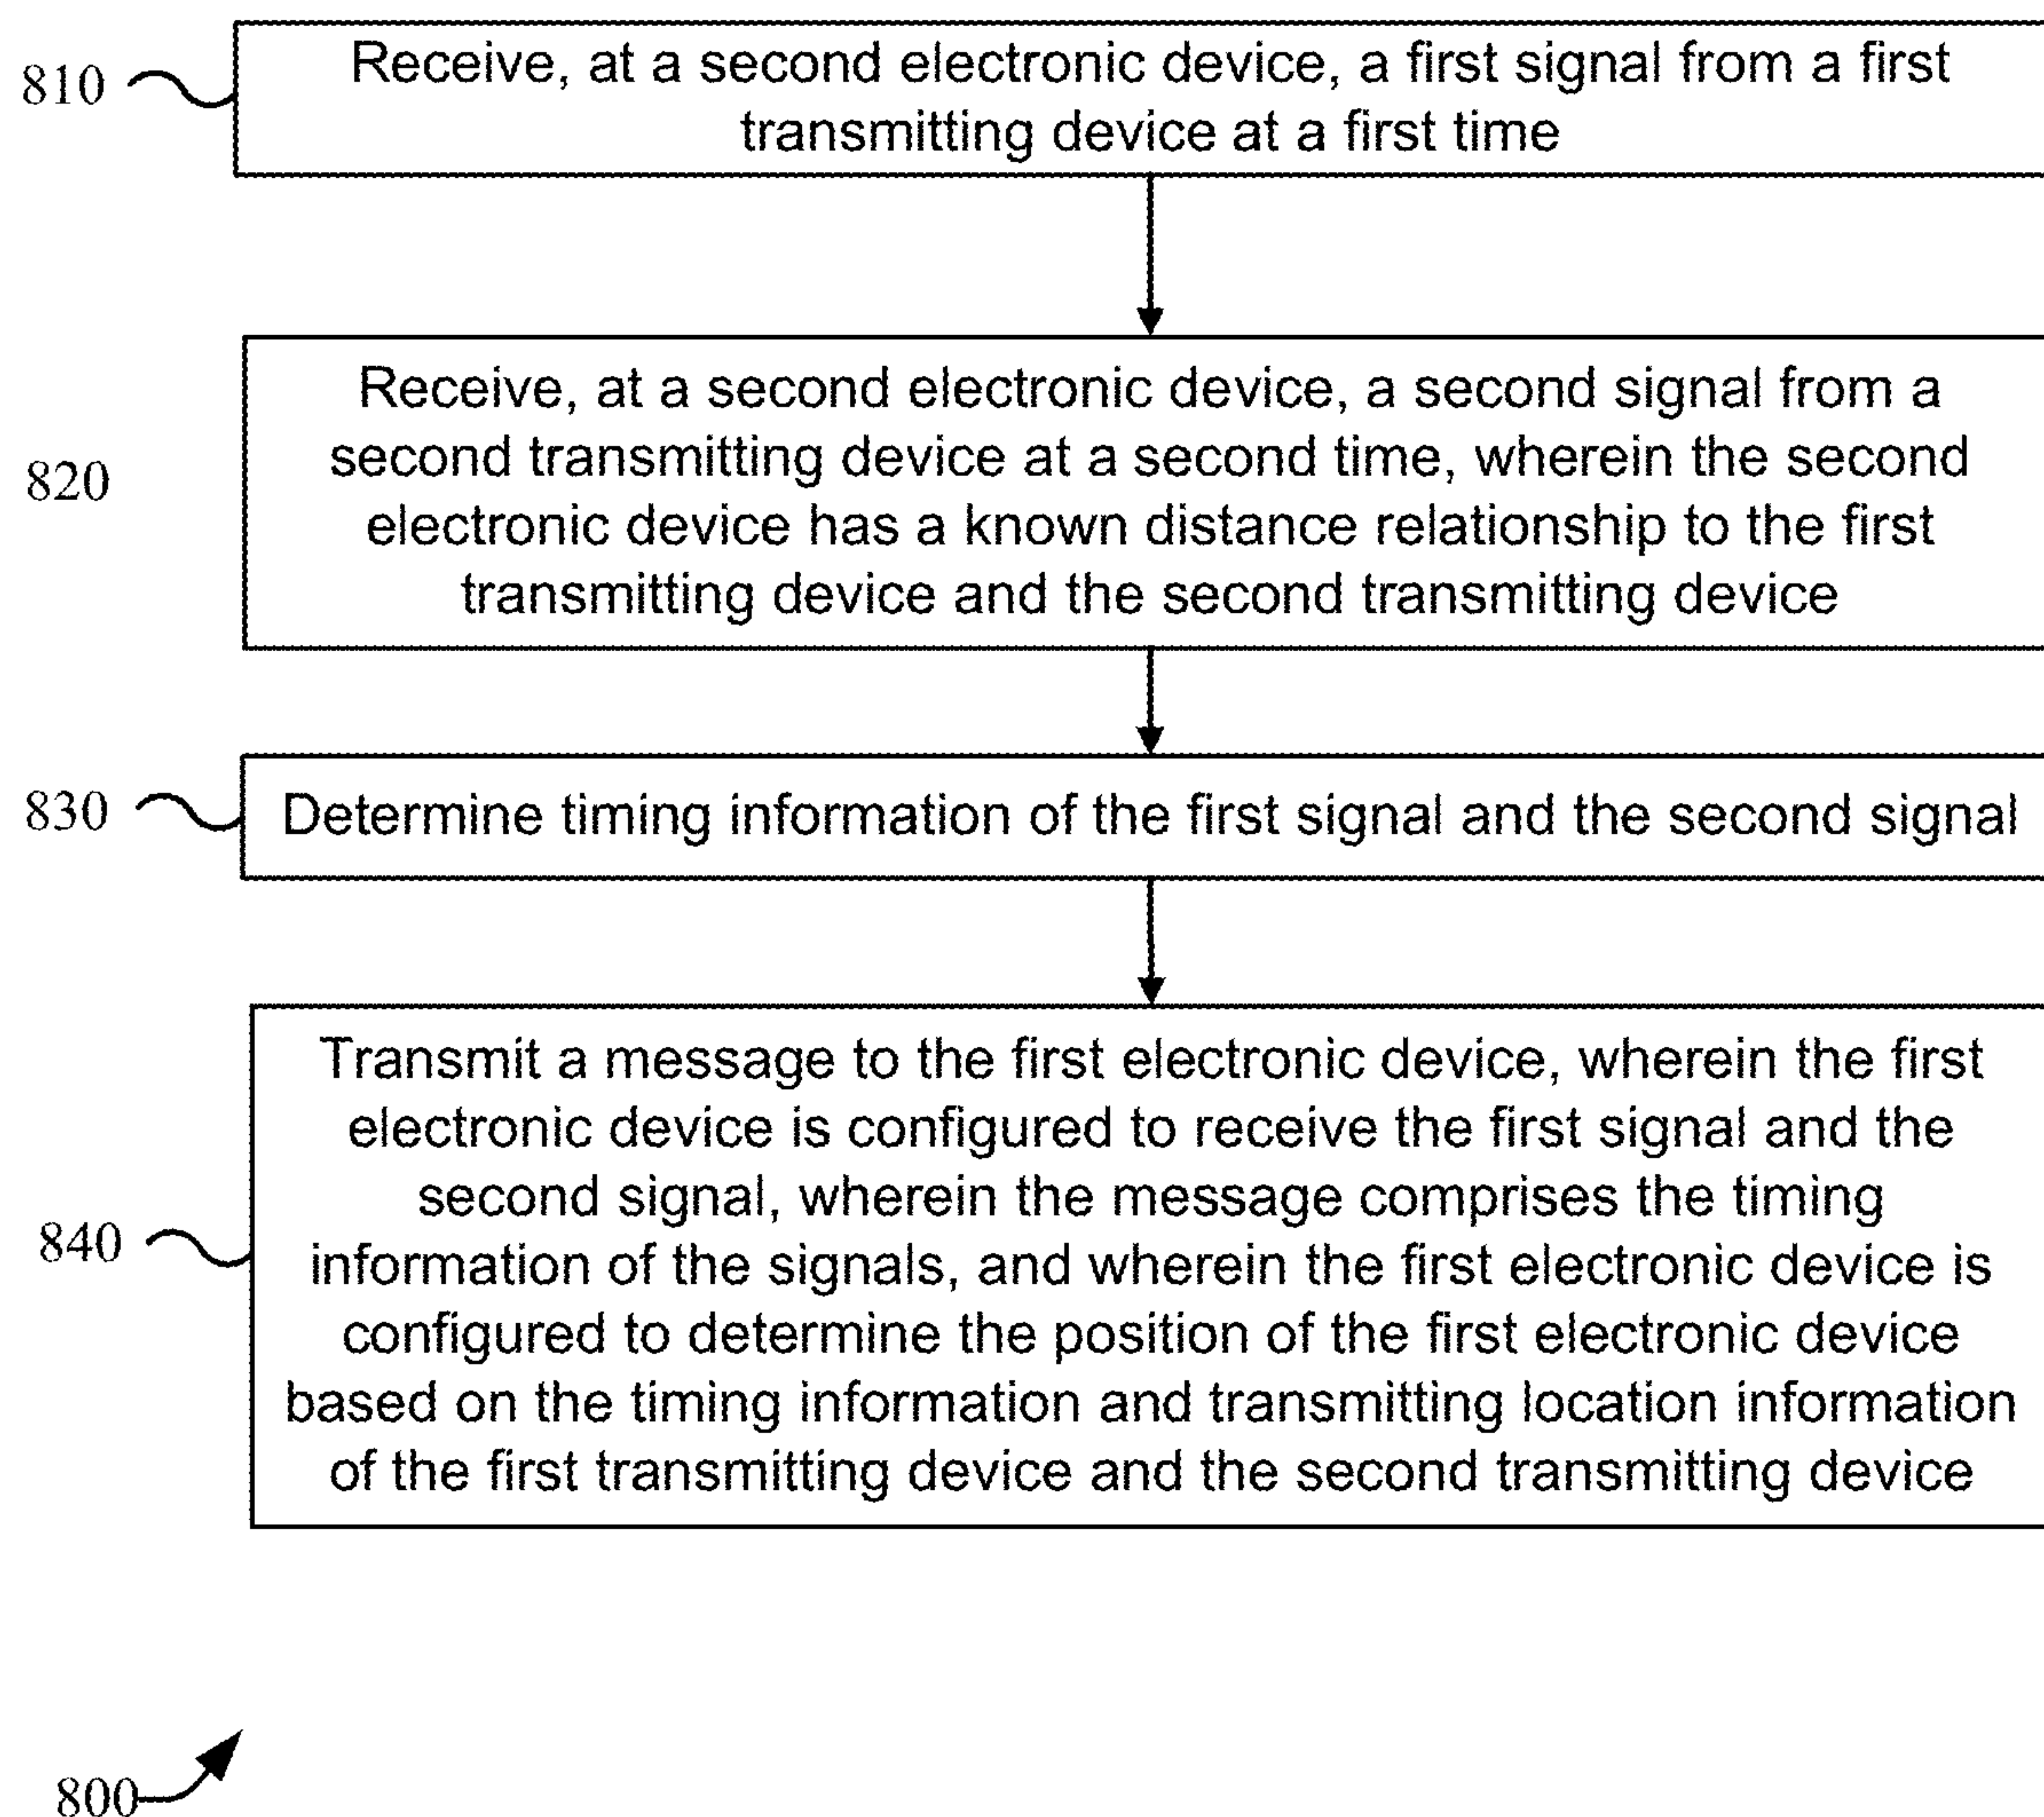 810
Receive, at a second electronic device, a first signal from a first
transmitting device at a first time
Receive, at a second electronic device, a second signal from a
820
second transmitting device at a second time, wherein the second
electronic device has a known distance relationship to the first
transmitting device and the second transmitting device
830
Determine timing information of the first signal and the second signal
Transmit a message to the first electronic device, wherein the first
electronic device is configured to receive the first signal and the
second signal, wherein the message comprises the timing
840
information of the signals, and wherein the first electronic device is
configured to determine the position of the first electronic device
based on the timing information and transmitting location information
of the first transmitting device and the second transmitting device
800